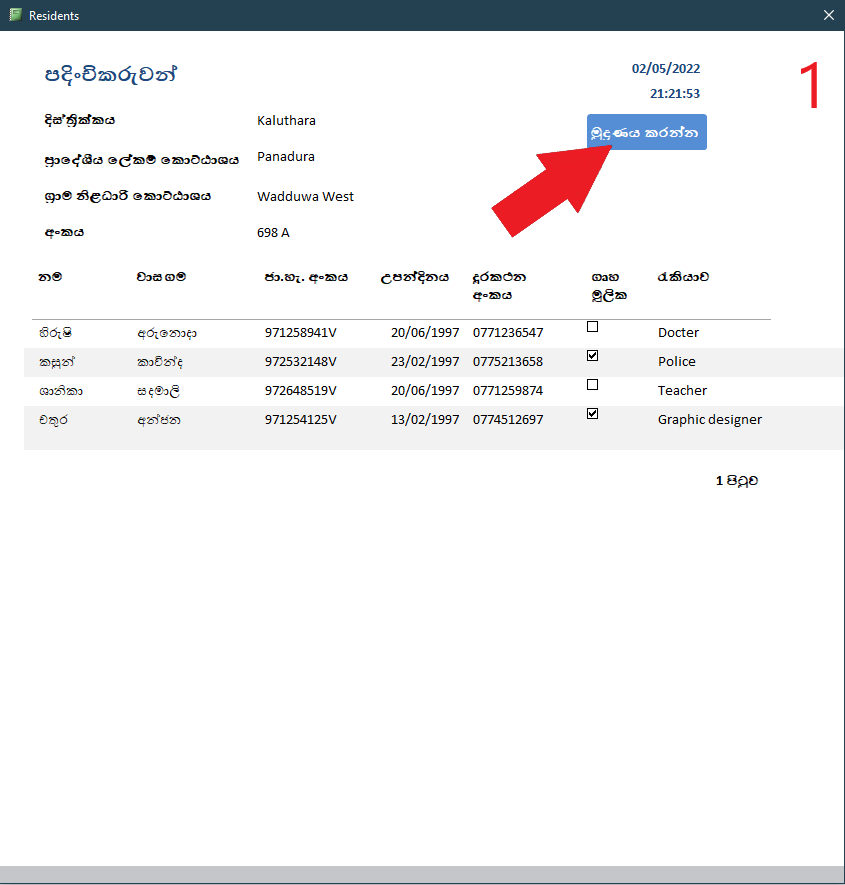 Residents
පදිංචිකරුවන්
02/05/2022
1
21:21:53
දිස්ත්‍රික්කය Kaluthara
මුද්‍රණය කරන්න
ප්‍රාදේශීය ලේකම් කොට්ඨාශය Panadura
ග්‍රාම නිළධාරි කොට්ඨාශය Wadduwa West
අංකය 698 A
නම වාසගම ජා.හැ. අංකය උපන්දිනය දුරකථන අංකය ගෘහ මූලික රැකියාව
හිරුෂි අරුනොදා 971258941V 20/06/1997 0771236547 Docter
කසුන් කාවින්ද 972532148V 23/02/1997 0775213658 Police
ශානිකා සදමාලි 972648519V 20/06/1997 0771259874 Teacher
චතුර අන්ජන 971254125V 13/02/1997 0774512697 Graphic designer
1 පිටුව